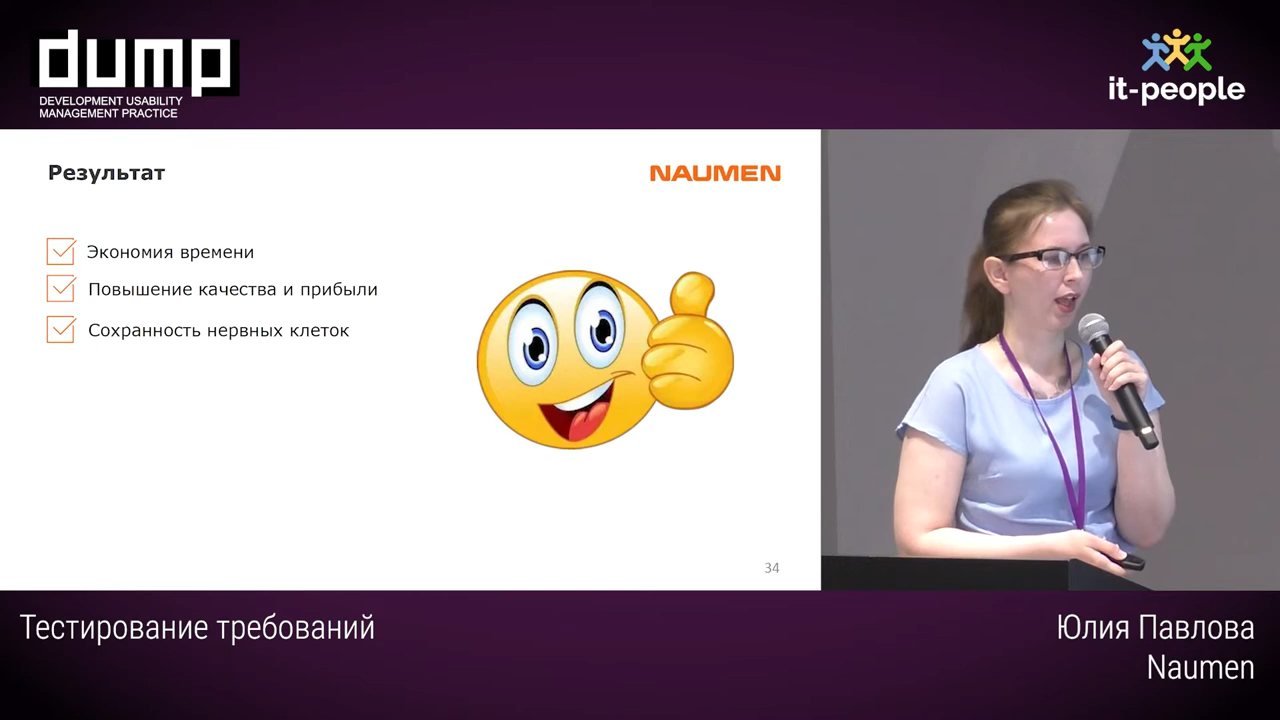 dump
DEVELOPMENT USABILITY
MANAGEMENT PRACTICE
it-people
Результат
NAUMEN
Экономия времени
Повышение качества и прибыли
Сохранность нервных клеток
34
Тестирование требований
Юлия Павлова
Naumen